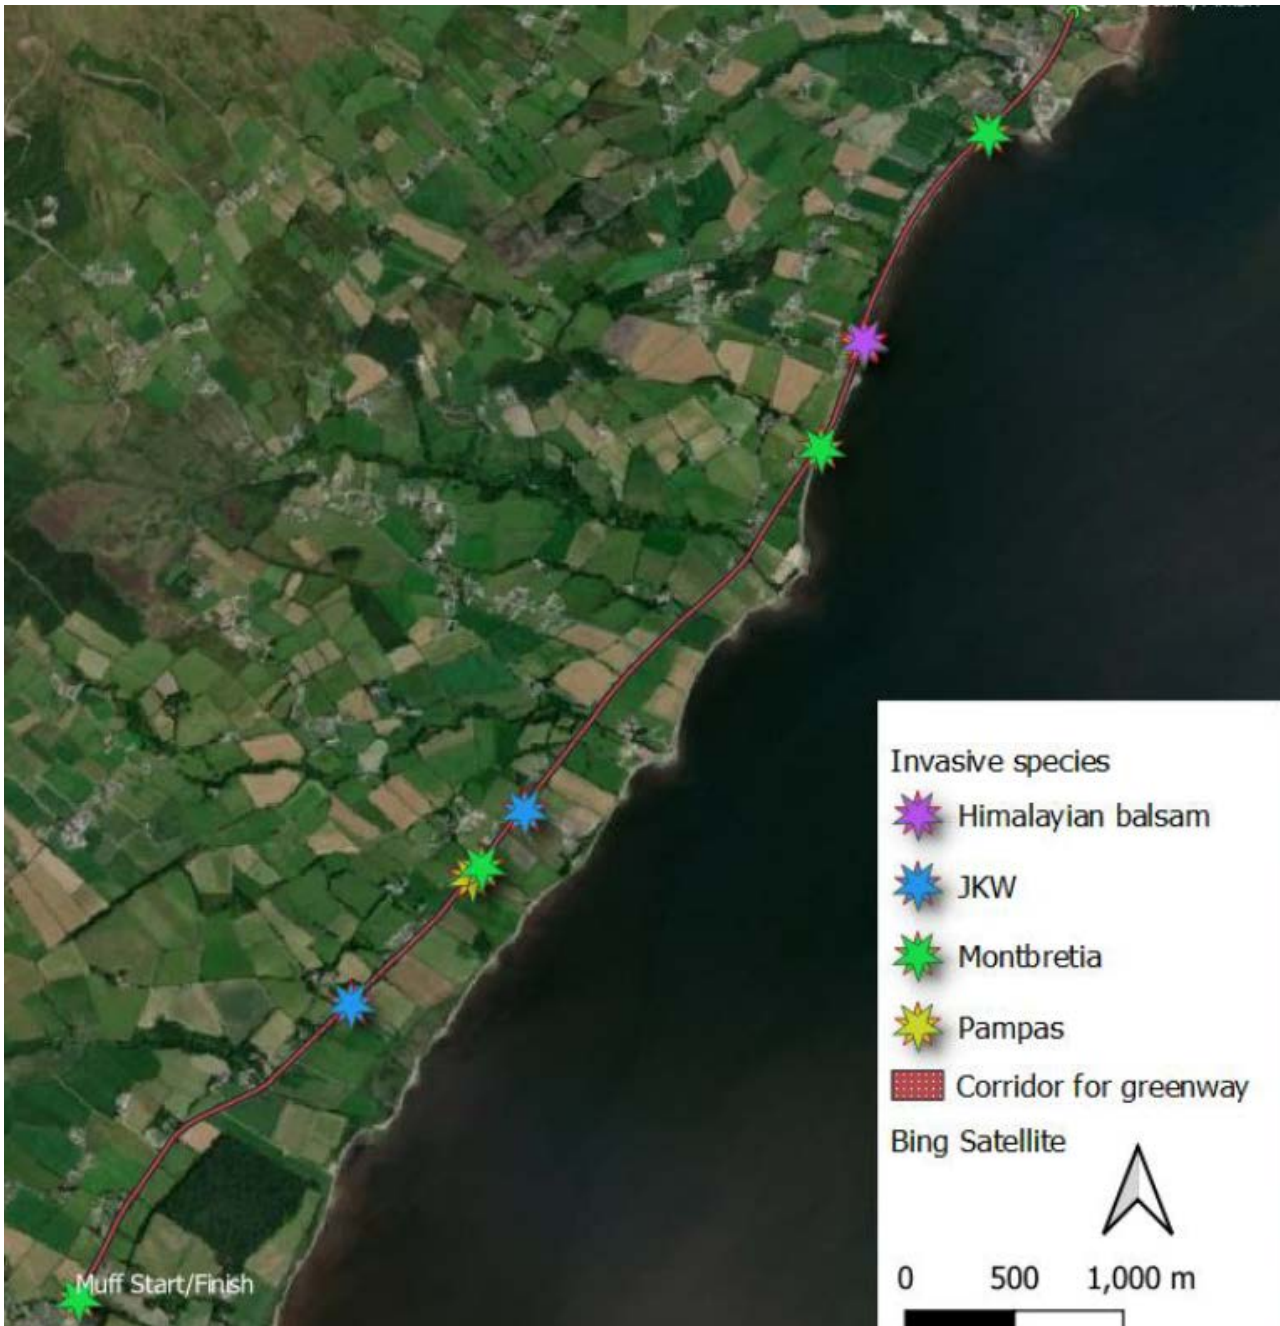 Muff Start/Finish
Invasive species
Himalayian balsam
JKW
Montbretia
Pampas
Corridor for greenway
Bing Satellite
0 500 1,000 m